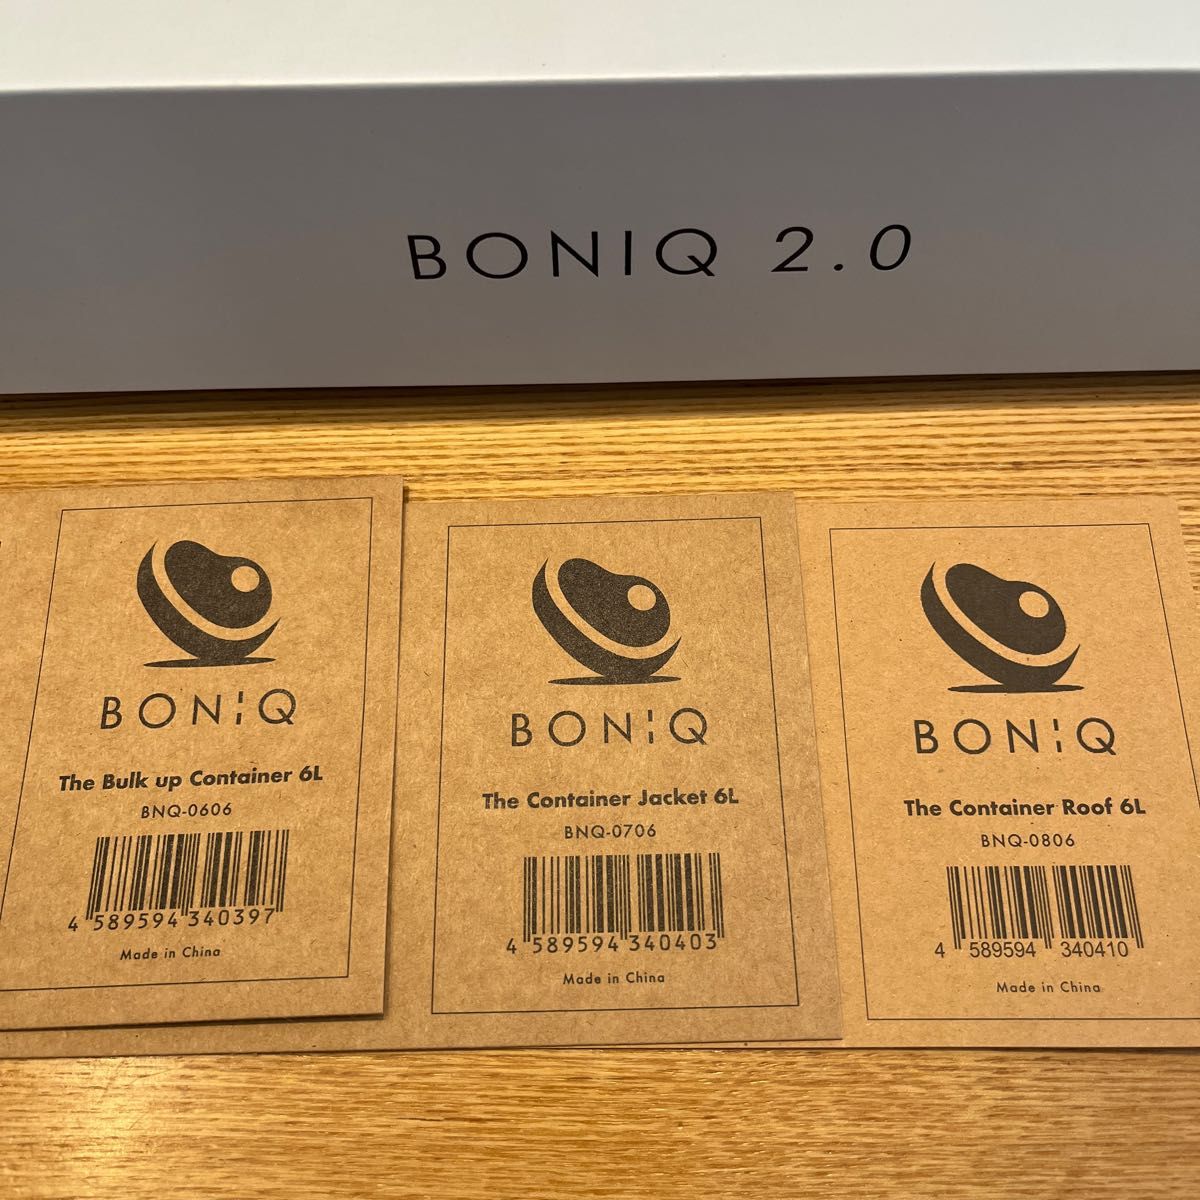 BONIQ 2.0
BONIQ
The Bulk up Container 6L
BNQ-0606
4 589594 340397
Made in China
BONIQ
The Container Jacket 6L
BNQ-0706
4 589594 340403
Made in China
BONIQ
The Container Roof 6L
BNQ-0806
4 589594 340410
Made in China